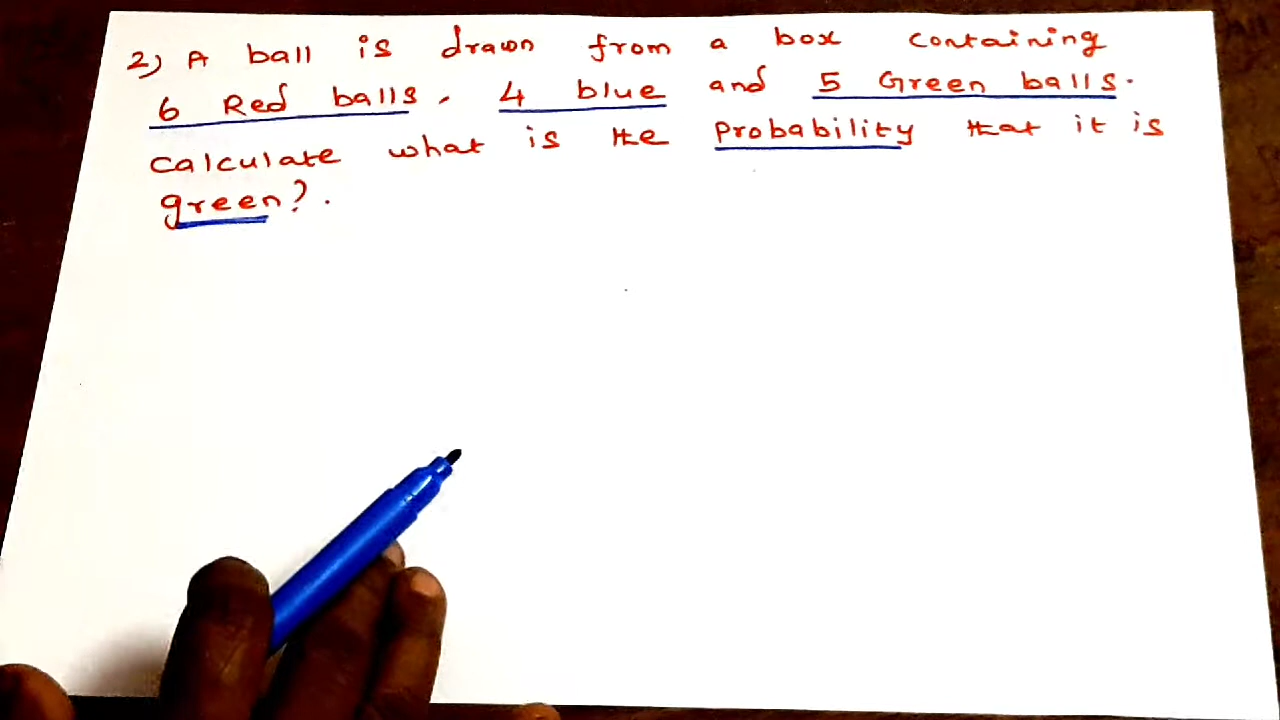 2) A ball is drawn from a box containing
6 Red balls, 4 blue and 5 Green balls.
Calculate what is the Probability that it is
green?.